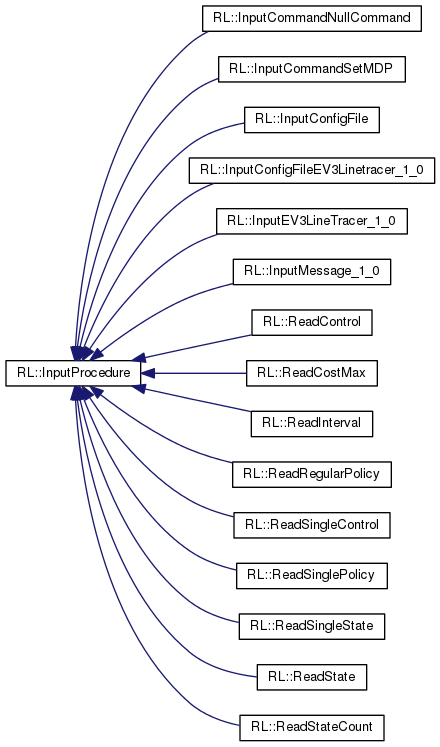 RL::InputCommandNullCommand
RL::InputCommandSetMDP
RL::InputConfigFile
RL::InputConfigFileEV3Linetracer_1_0
RL::InputEV3LineTracer_1_0
RL::InputMessage_1_0
RL::ReadControl
RL::InputProcedure
RL::ReadCostMax
RL::ReadInterval
RL::ReadRegularPolicy
RL::ReadSingleControl
RL::ReadSinglePolicy
RL::ReadSingleState
RL::ReadState
RL::ReadStateCount